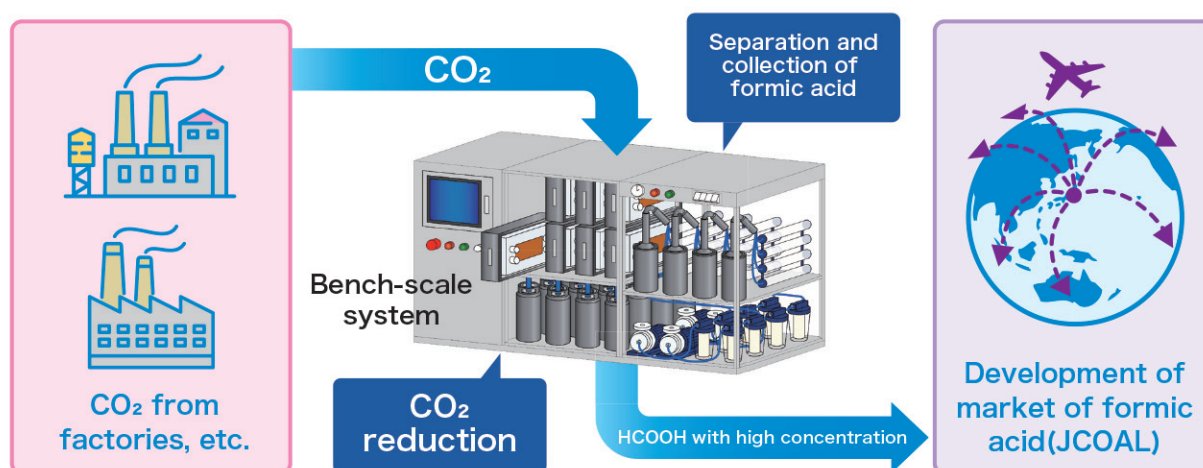 CO₂
Separation and
collection of
formic acid
Bench-scale
system
CO₂ from
factories, etc.
CO₂
reduction
HCOOH with high concentration
Development of
market of formic
acid(JCOAL)